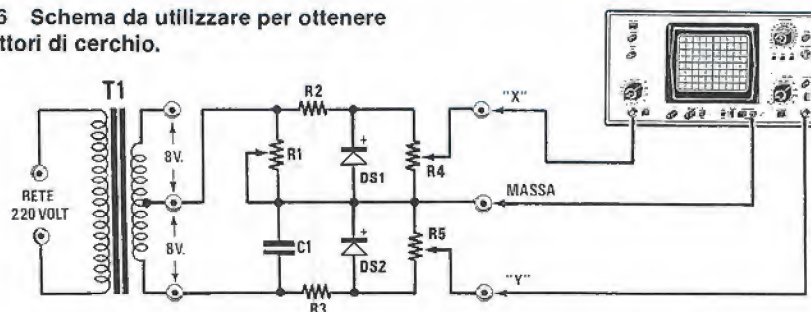 6 Schema da utilizzare per ottenere
ttori di cerchio.
T1
8V.
8V.
RETE
220 VOLT
R2
R1
DS1
R4
C1
DS2
R5
R3
"X"
MASSA
"Y"